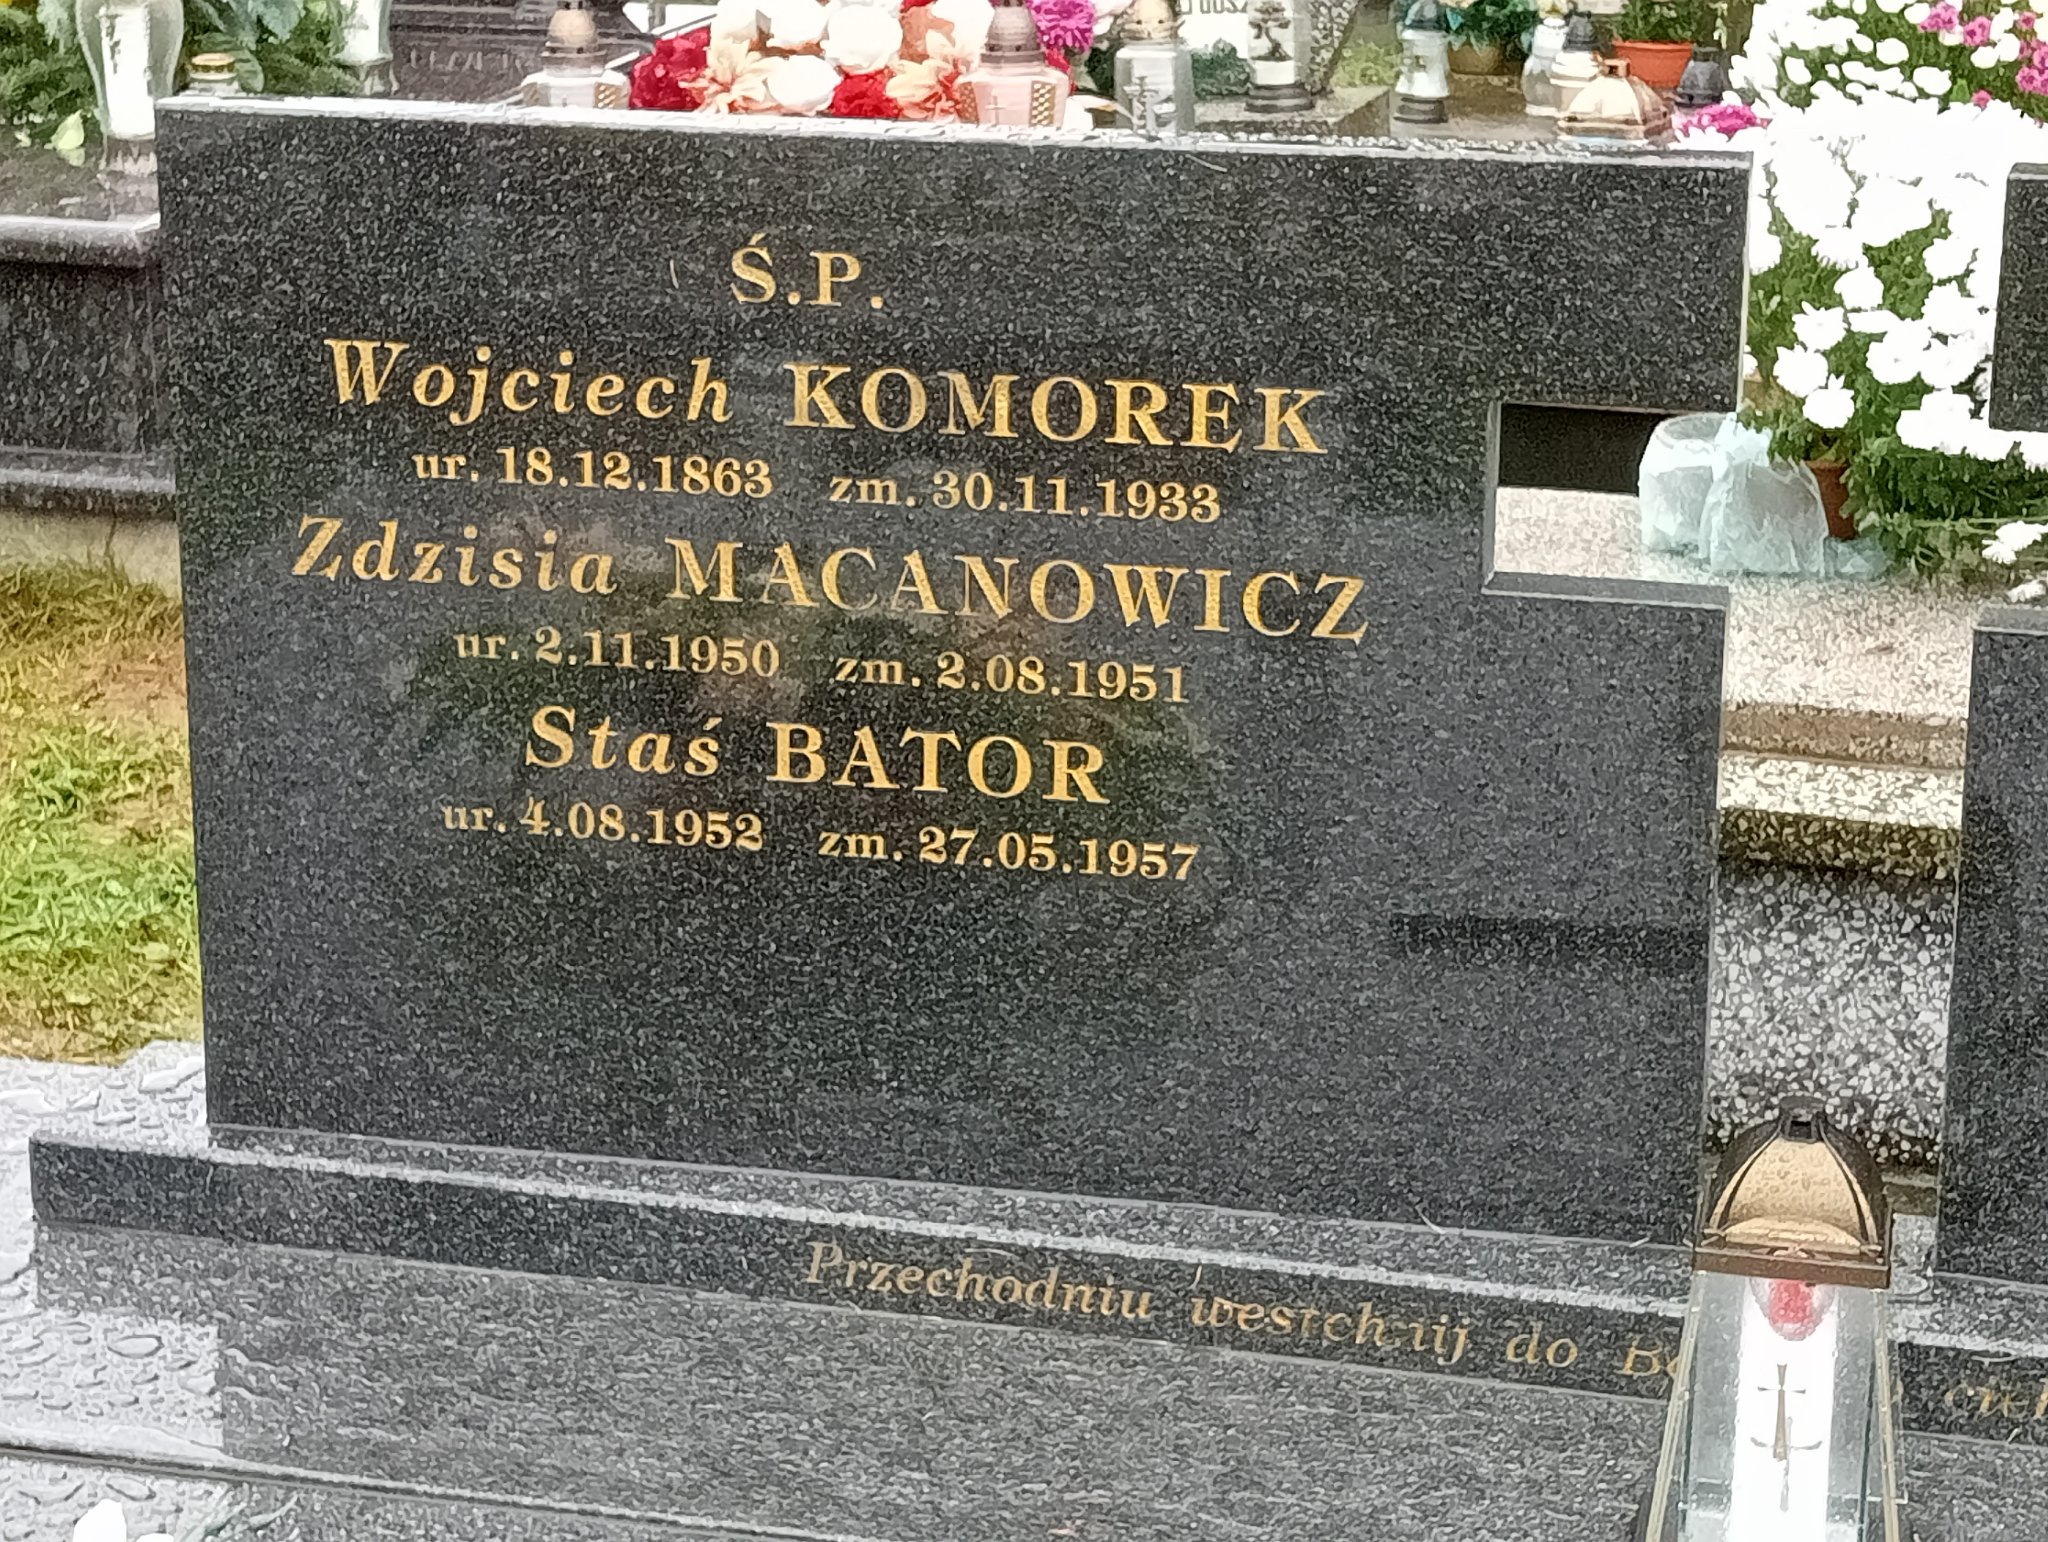 Ś.P.
Wojciech KOMOREK
ur. 18.12.1863 zm. 30.11.1933
Zdzisia MACANOWICZ
ur. 2.11.1950 zm. 2.08.1951
Staś BATOR
ur. 4.08.1952 zm. 27.05.1957
Przechodniu westchnij do